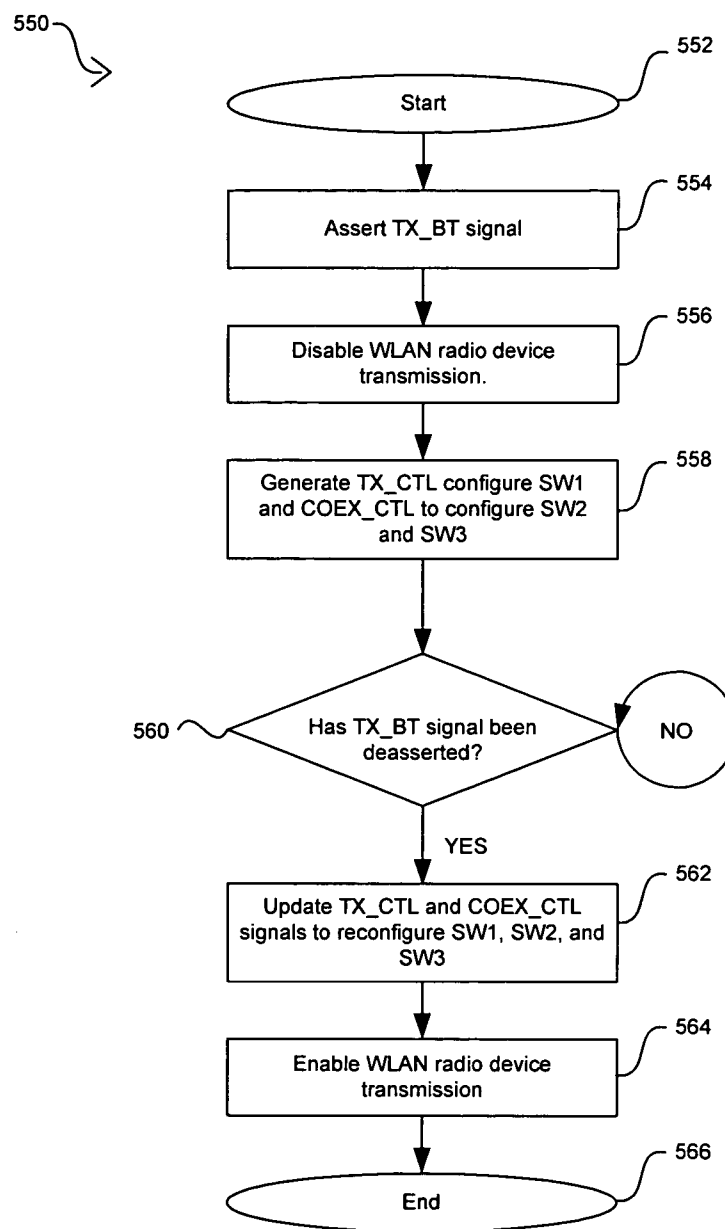 550
552
Start
554
Assert TX_BT signal
556
Disable WLAN radio device
transmission.
558
Generate TX_CTL configure SW1
and COEX_CTL to configure SW2
and SW3
560
Has TX_BT signal been
deasserted?
NO
YES
562
Update TX_CTL and COEX_CTL
signals to reconfigure SW1, SW2, and
SW3
564
Enable WLAN radio device
transmission
566
End